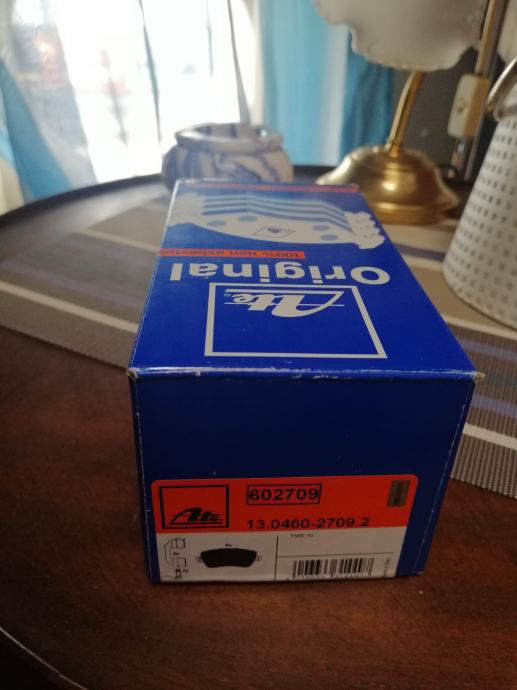 100% non asbestos
Original
Ate®
Ate
602709
13.0460-2709.2
4x